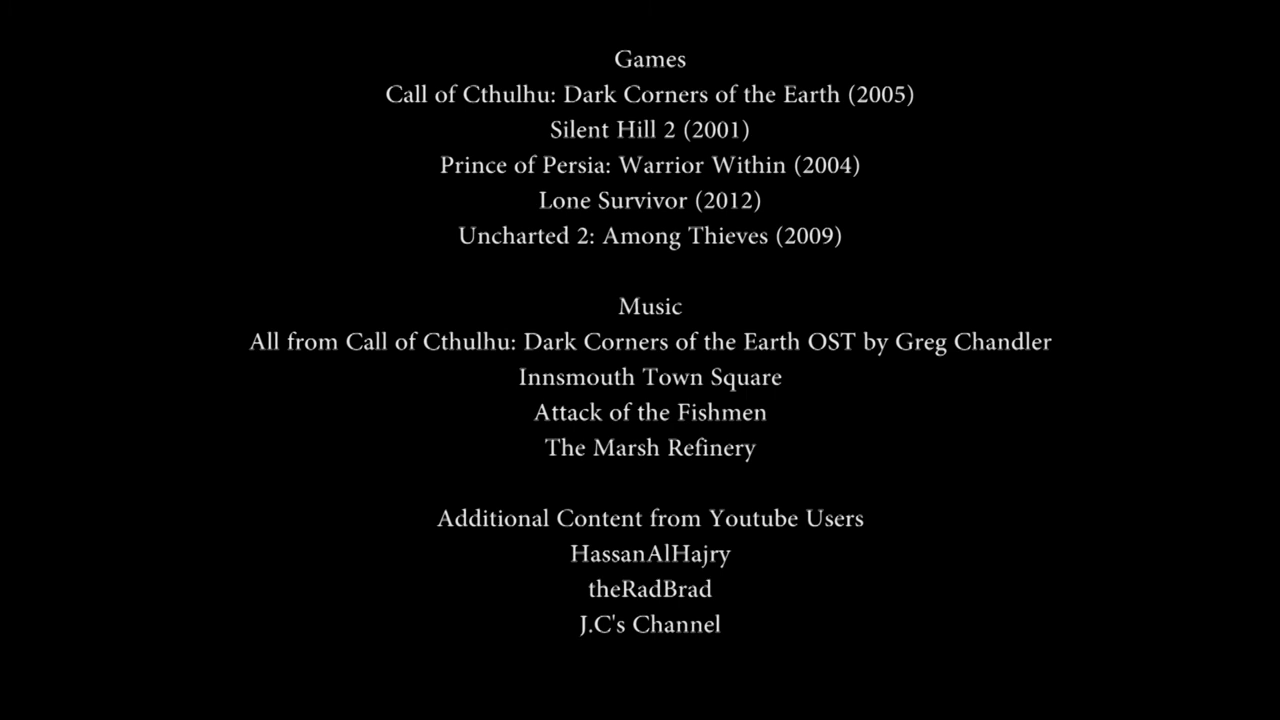 Games
Call of Cthulhu: Dark Corners of the Earth (2005)
Silent Hill 2 (2001)
Prince of Persia: Warrior Within (2004)
Lone Survivor (2012)
Uncharted 2: Among Thieves (2009)
Music
All from Call of Cthulhu: Dark Corners of the Earth OST by Greg Chandler
Innsmouth Town Square
Attack of the Fishmen
The Marsh Refinery
Additional Content from Youtube Users
HassanAlHajry
theRadBrad
J.C's Channel